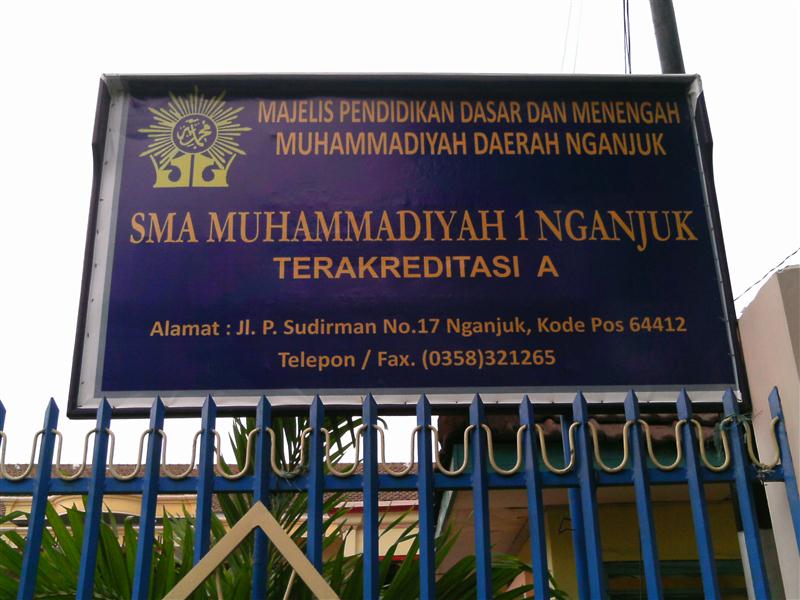 MAJELIS PENDIDIKAN DASAR DAN MENENGAH
MUHAMMADIYAH DAERAH NGANJUK
SMA MUHAMMADIYAH 1 NGANJUK
TERAKREDITASI A
Alamat : Jl. P. Sudirman No.17 Nganjuk, Kode Pos 64412
Telepon / Fax. (0358)321265